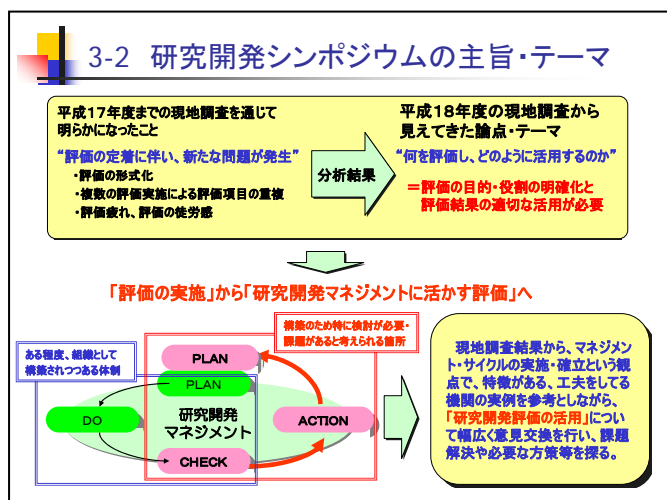 3-2 研究開発シンポジウムの主旨・テーマ
平成17年度までの現地調査を通じて
明らかになったこと
“評価の定着に伴い、新たな問題が発生”
・評価の形式化
・複数の評価実施による評価項目の重複
・評価疲れ、評価の徒労感
分析結果
平成18年度の現地調査から
見えてきた論点・テーマ
“何を評価し、どのように活用するのか”
＝評価の目的・役割の明確化と
評価結果の適切な活用が必要
「評価の実施」から「研究開発マネジメントに活かす評価」へ
ある程度、組織として
構築されつつある体制
構築のため特に検討が必要・
課題があると考えられる箇所
PLAN
PLAN
DO
研究開発
マネジメント
ACTION
CHECK
現地調査結果から、マネジメン
ト・サイクルの実施・確立という観
点で、特徴がある、工夫をしてる
機関の実例を参考としながら、
「研究開発評価の活用」につい
て幅広く意見交換を行い、課題
解決や必要な方策等を探る。